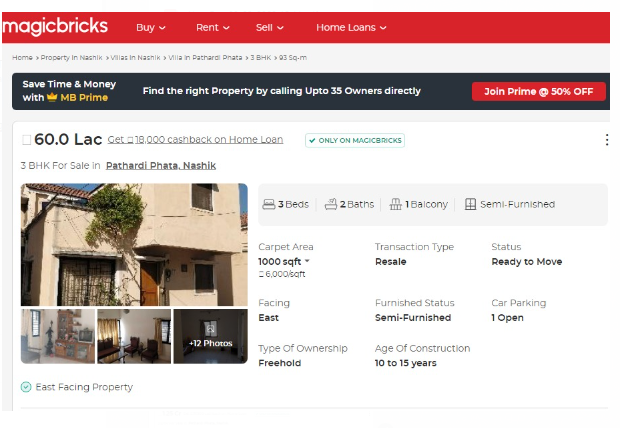 magicbricks Buy Rent Sell Home Loans
Home > Property in Nashik > Villas in Nashik > Villa in Pathardi Phata > 3 BHK > 93 Sq-m
Save Time & Money
with MB Prime
Find the right Property by calling Upto 35 Owners directly
Join Prime @ 50% OFF
60.0 Lac Get 18,000 cashback on Home Loan ONLY ON MAGICBRICKS
3 BHK For Sale in Pathardi Phata, Nashik
3 Beds 2 Baths 1 Balcony Semi-Furnished
Carpet Area Transaction Type Status
1000 sqft Resale Ready to Move
6,000/sqft
Facing Furnished Status Car Parking
East Semi-Furnished 1 Open
+12 Photos
Type Of Ownership Age Of Construction
Freehold 10 to 15 years
East Facing Property